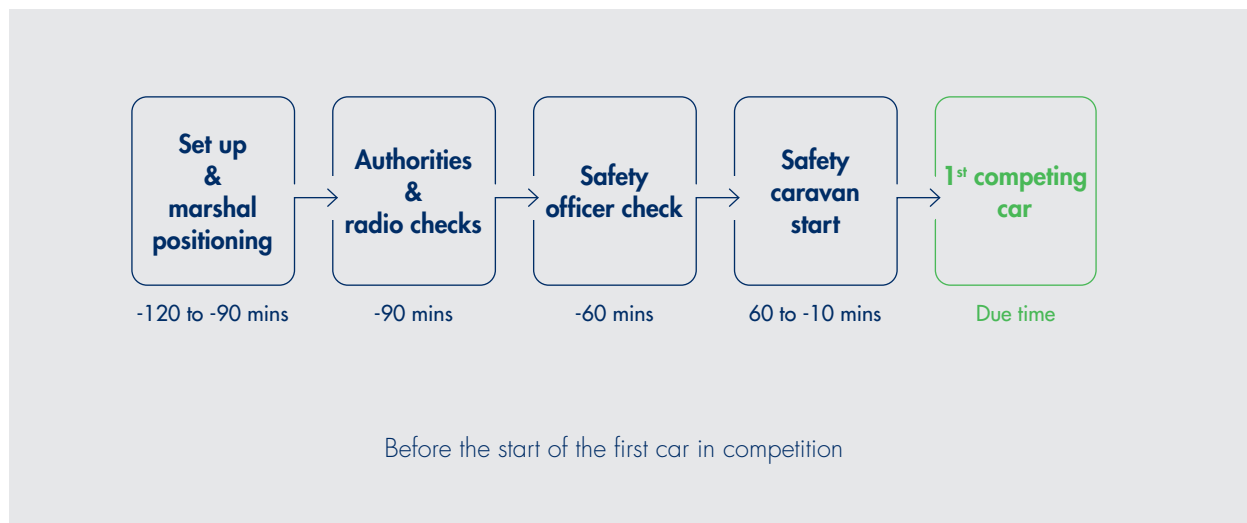 Set up
&
marshal
positioning
-120 to -90 mins
Authorities
&
radio checks
-90 mins
Safety
officer check
-60 mins
Safety
caravan
start
60 to -10 mins
1st competing
car
Due time
Before the start of the first car in competition